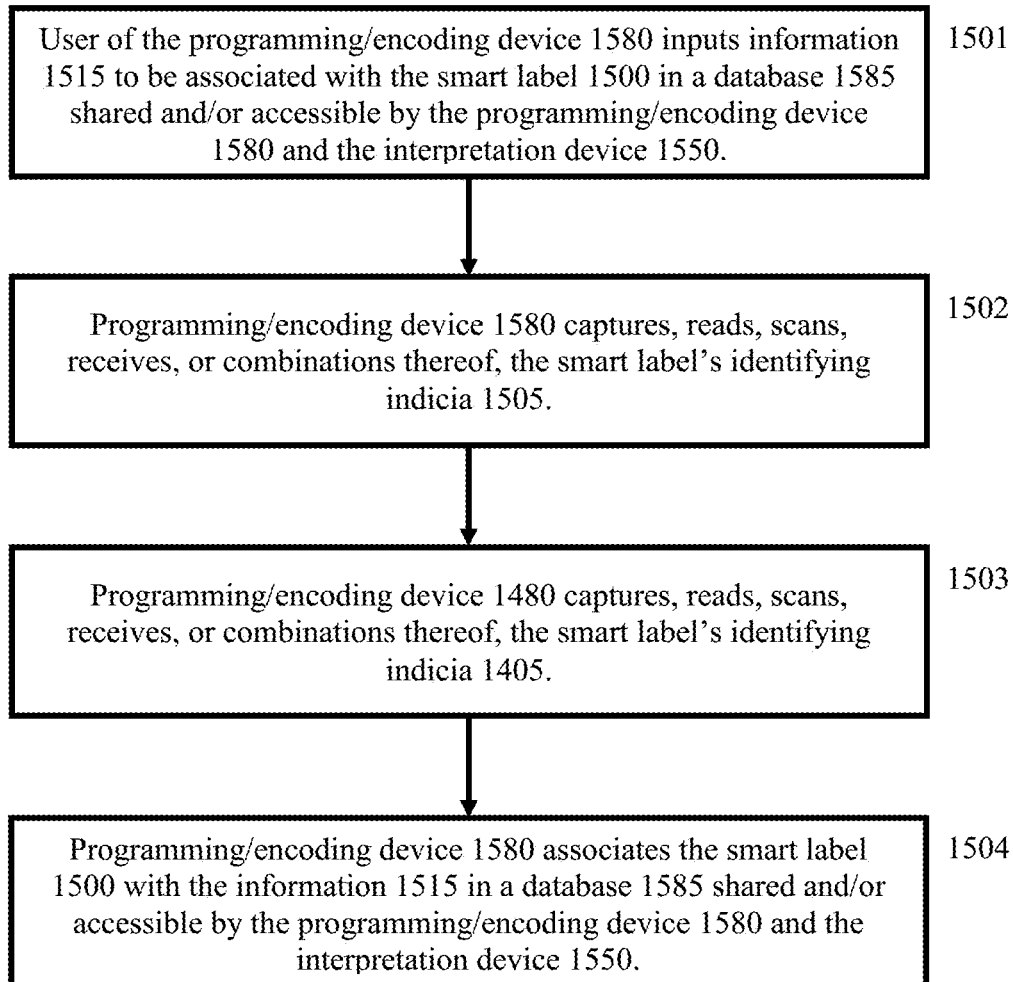 User of the programming/encoding device 1580 inputs information
1515 to be associated with the smart label 1500 in a database 1585
shared and/or accessible by the programming/encoding device
1580 and the interpretation device 1550.
1501
Programming/encoding device 1580 captures, reads, scans,
receives, or combinations thereof, the smart label's identifying
indicia 1505.
1502
Programming/encoding device 1480 captures, reads, scans,
receives, or combinations thereof, the smart label's identifying
indicia 1405.
1503
Programming/encoding device 1580 associates the smart label
1500 with the information 1515 in a database 1585 shared and/or
accessible by the programming/encoding device 1580 and the
interpretation device 1550.
1504